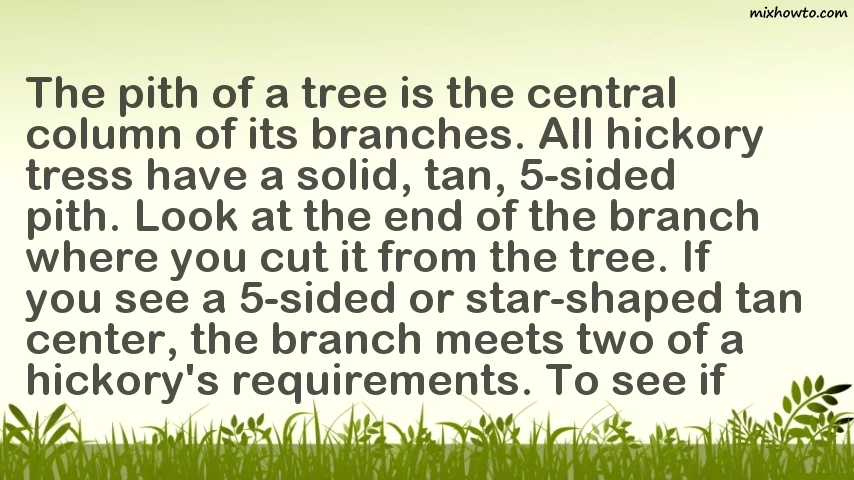 mixhowto.com
The pith of a tree is the central
column of its branches. All hickory
tress have a solid, tan, 5-sided
pith. Look at the end of the branch
where you cut it from the tree. If
you see a 5-sided or star-shaped tan
center, the branch meets two of a
hickory's requirements. To see if